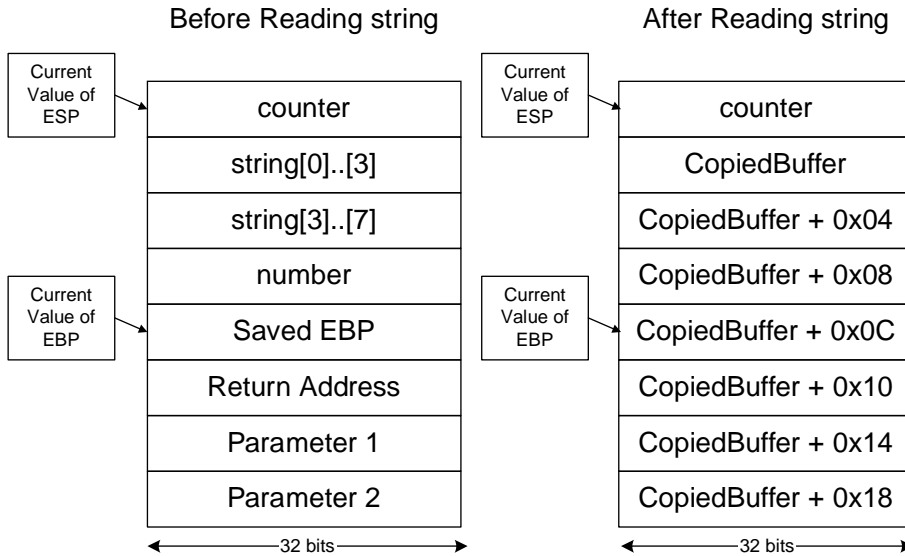 Before Reading string
After Reading string
Current
Value of
ESP
counter
string[0]..[3]
string[3]..[7]
number
Current
Value of
EBP
Saved EBP
Return Address
Parameter 1
Parameter 2
32 bits
Current
Value of
ESP
counter
CopiedBuffer
CopiedBuffer + 0x04
CopiedBuffer + 0x08
Current
Value of
EBP
CopiedBuffer + 0x0C
CopiedBuffer + 0x10
CopiedBuffer + 0x14
CopiedBuffer + 0x18
32 bits